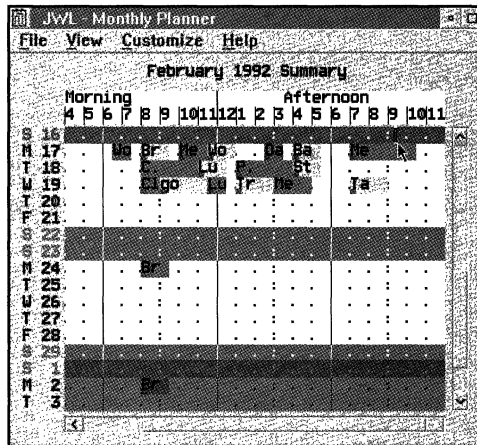 JWL - Monthly Planner
File View Customize Help
February 1992 Summary
Morning Afternoon
4 5 6 7 8 9 10 11 12 1 2 3 4 5 6 7 8 9 10 11
S 16
M 17 Wo Br Me Wo Da Ba Me
T 18 Lu P. St
W 19 Clgo Lu Jr Me Ja
T 20
F 21
S 22
S 23
M 24 Br
T 25
W 26
T 27
F 28
S 29
S 1
M 2 Br
T 3